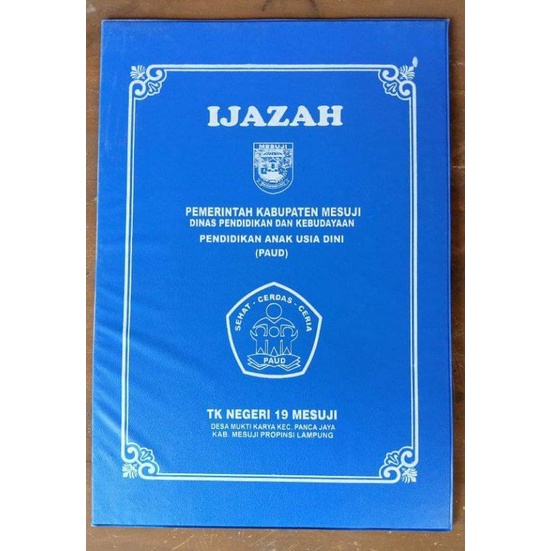 IJAZAH
MESUJI
PEMERINTAH KABUPATEN MESUJI
DINAS PENDIDIKAN DAN KEBUDAYAAN
PENDIDIKAN ANAK USIA DINI
(PAUD)
SEHAT - CERDAS - CERIA
PAUD
TK NEGERI 19 MESUJI
DESA MUKTI KARYA KEC. PANCA JAYA
KAB. MESUJI PROPINSI LAMPUNG